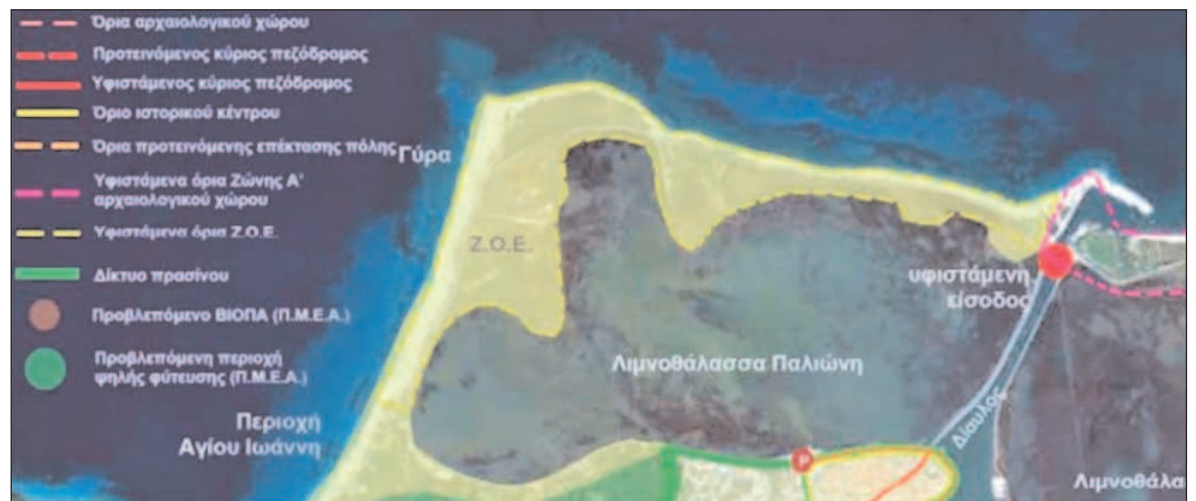 Όρια αρχαιολογικού χώρου
Προτεινόμενος κύριος πεζόδρομος
Υφιστάμενος κύριος πεζόδρομος
Όριο ιστορικού κέντρου
Όρια προτεινόμενης επέκτασης πόλης
Υφιστάμενα όρια Ζώνης Α'
αρχαιολογικού χώρου
Υφιστάμενα όρια Ζ.Ο.Ε.
Δίκτυο πρασίνου
Προβλεπόμενο ΒΙΟΠΑ (Π.Μ.Ε.Α.)
Προβλεπόμενη περιοχή
ψηλής φύτευσης (Π.Μ.Ε.Α.)
Γύρα
Ζ.Ο.Ε.
υφιστάμενη
είσοδος
Λιμνοθάλασσα Παλιώνη
Περιοχή
Αγίου Ιωάννη
Δίαυλος
P
Λιμνοθάλα